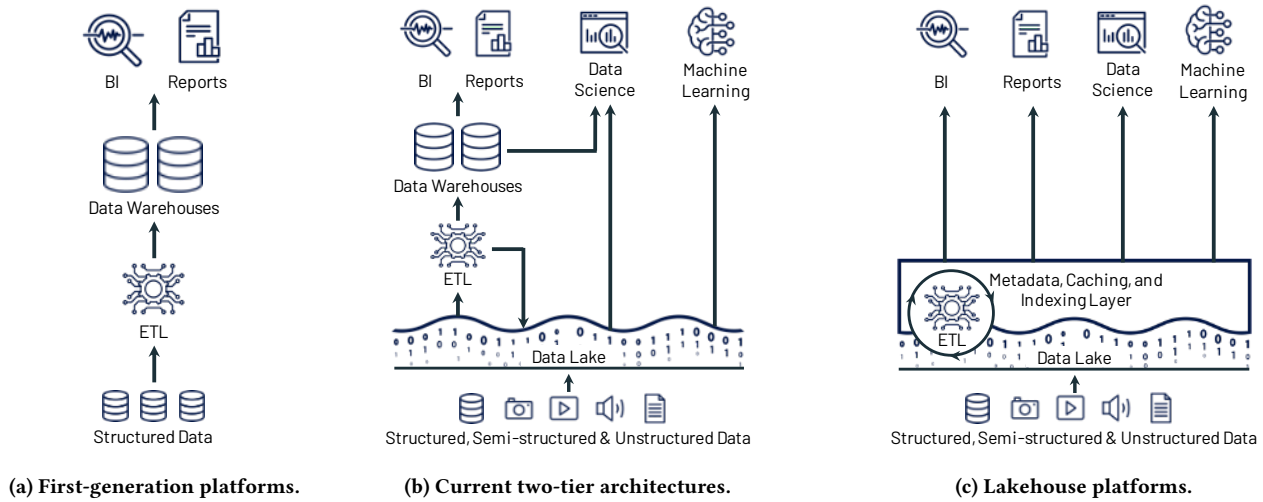 BI
Reports
Data Warehouses
ETL
Structured Data
(a) First-generation platforms.
BI
Reports
Data
Science
Machine
Learning
Data Warehouses
ETL
Data Lake
Structured, Semi-structured & Unstructured Data
(b) Current two-tier architectures.
BI
Reports
Data
Science
Machine
Learning
Metadata, Caching, and
Indexing Layer
ETL
Data Lake
Structured, Semi-structured & Unstructured Data
(c) Lakehouse platforms.